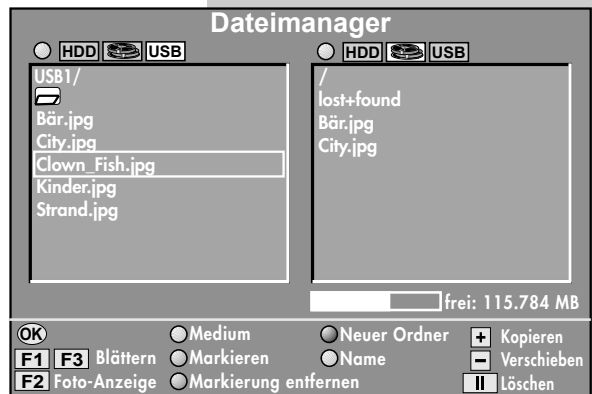 Dateimanager
HDD USB
USB1/
Bär.jpg
City.jpg
Clown_Fish.jpg
Kinder.jpg
Strand.jpg
HDD USB
/
lost+found
Bär.jpg
City.jpg
frei: 115.784 MB
OK Medium Neuer Ordner + Kopieren
F1 F3 Blättern Markieren Name − Verschieben
F2 Foto-Anzeige Markierung entfernen II Löschen